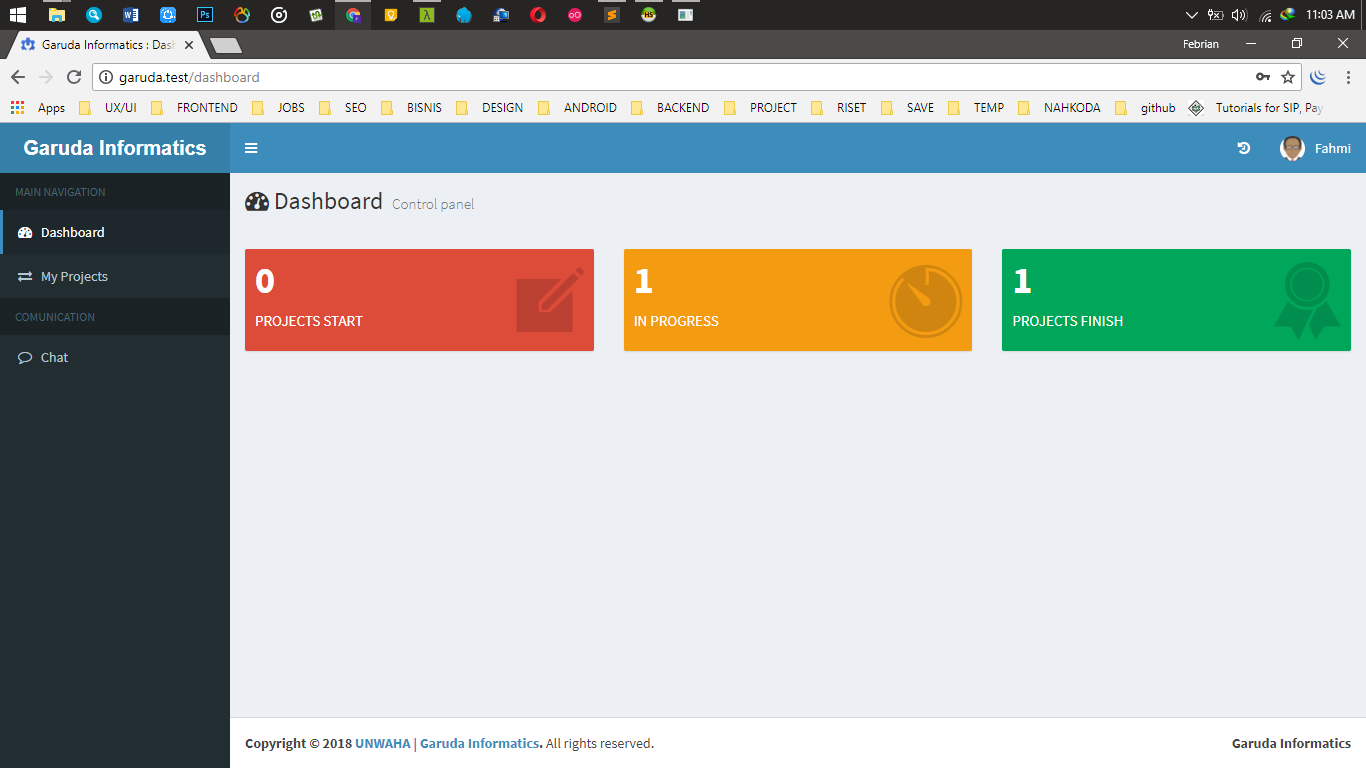 11:03 AM
Garuda Informatics : Das
Febrian
garuda.test/dashboard
Apps UX/UI FRONTEND JOBS SEO BISNIS DESIGN ANDROID BACKEND PROJECT RISET SAVE TEMP NAHKODA github Tutorials for SIP, Pay
Garuda Informatics
Fahmi
MAIN NAVIGATION
Dashboard
My Projects
COMUNICATION
Chat
Dashboard Control panel
0
PROJECTS START
1
IN PROGRESS
1
PROJECTS FINISH
Copyright © 2018 UNWAHA | Garuda Informatics. All rights reserved.
Garuda Informatics